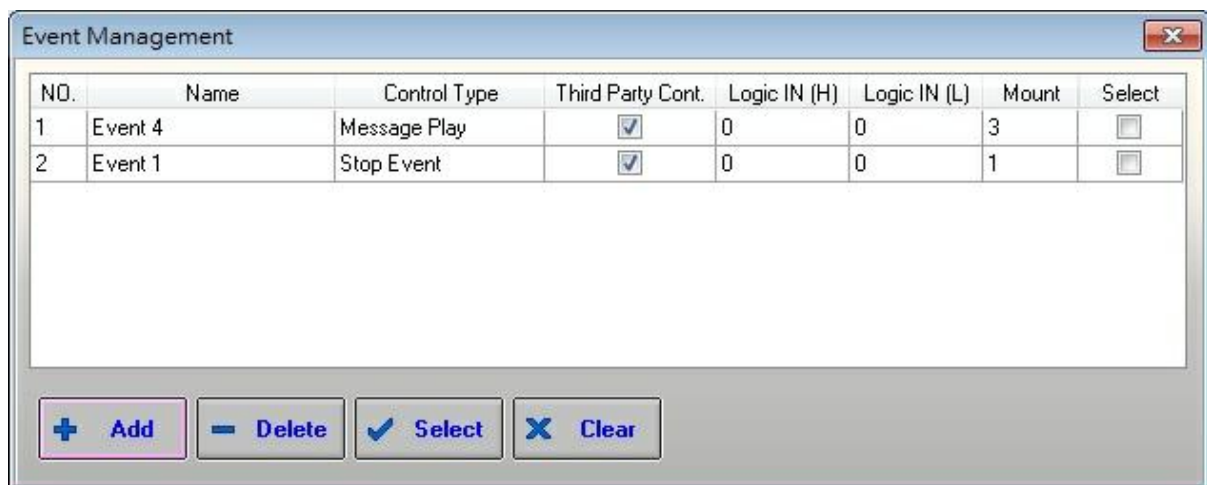 Event Management
NO. Name Control Type Third Party Cont. Logic IN (H) Logic IN (L) Mount Select
1 Event 4 Message Play 0 0 3
2 Event 1 Stop Event 0 0 1
Add Delete Select Clear